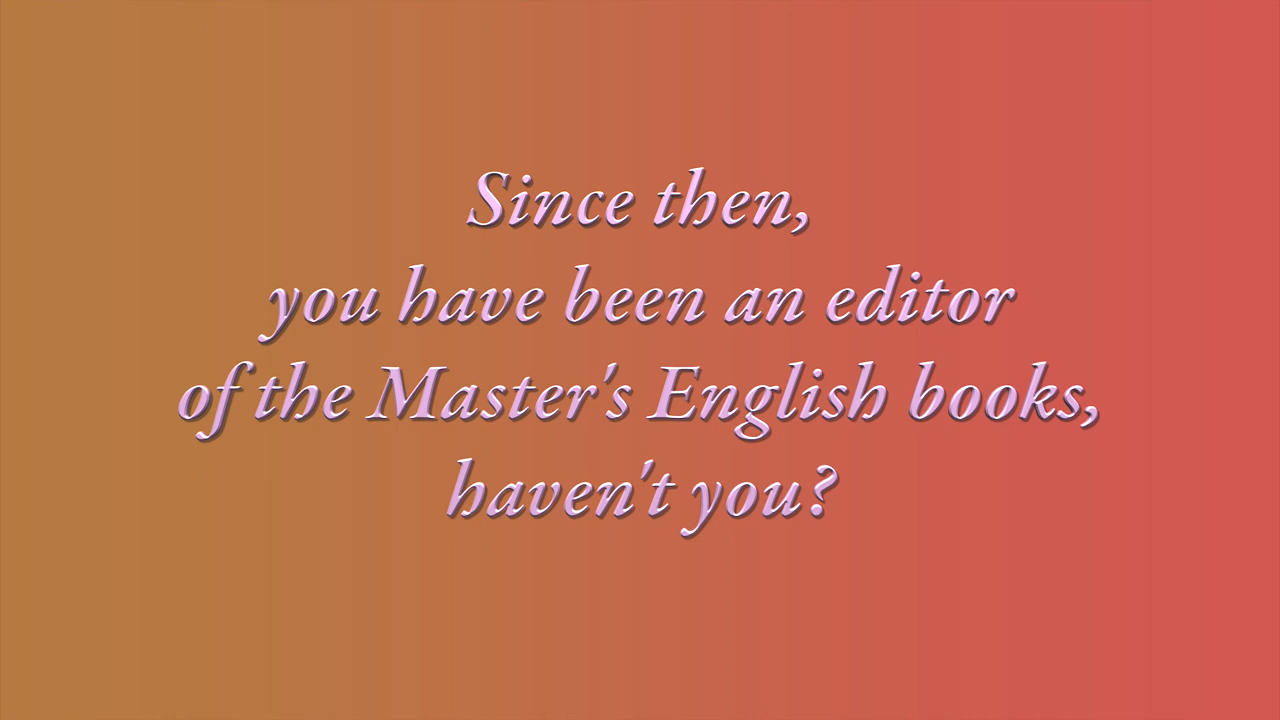 Since then,
you have been an editor
of the Master's English books,
haven't you?